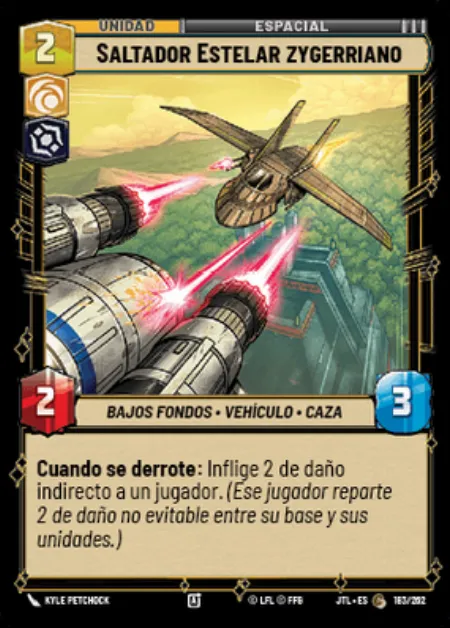 UNIDAD
ESPACIAL
2
SALTADOR ESTELAR ZYGERRIANO
2
BAJOS FONDOS • VEHÍCULO • CAZA
3
Cuando se derrote: Inflige 2 de daño
indirecto a un jugador. (Ese jugador reparte
2 de daño no evitable entre su base y sus
unidades.)
KYLE PETCHOCK
A
© LFL © FFG
JTL • ES
C
183/262